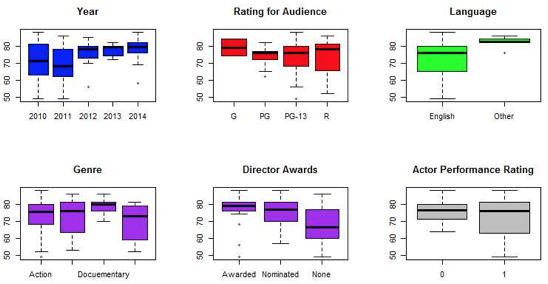 Year
Rating for Audience
Language
80
70
60
50
2010 2011 2012 2013 2014
80
70
60
50
G PG PG-13 R
80
70
60
50
English Other
Genre
Director Awards
Actor Performance Rating
80
70
60
50
Action Docuementary
80
70
60
50
Awarded Nominated None
80
70
60
50
0 1